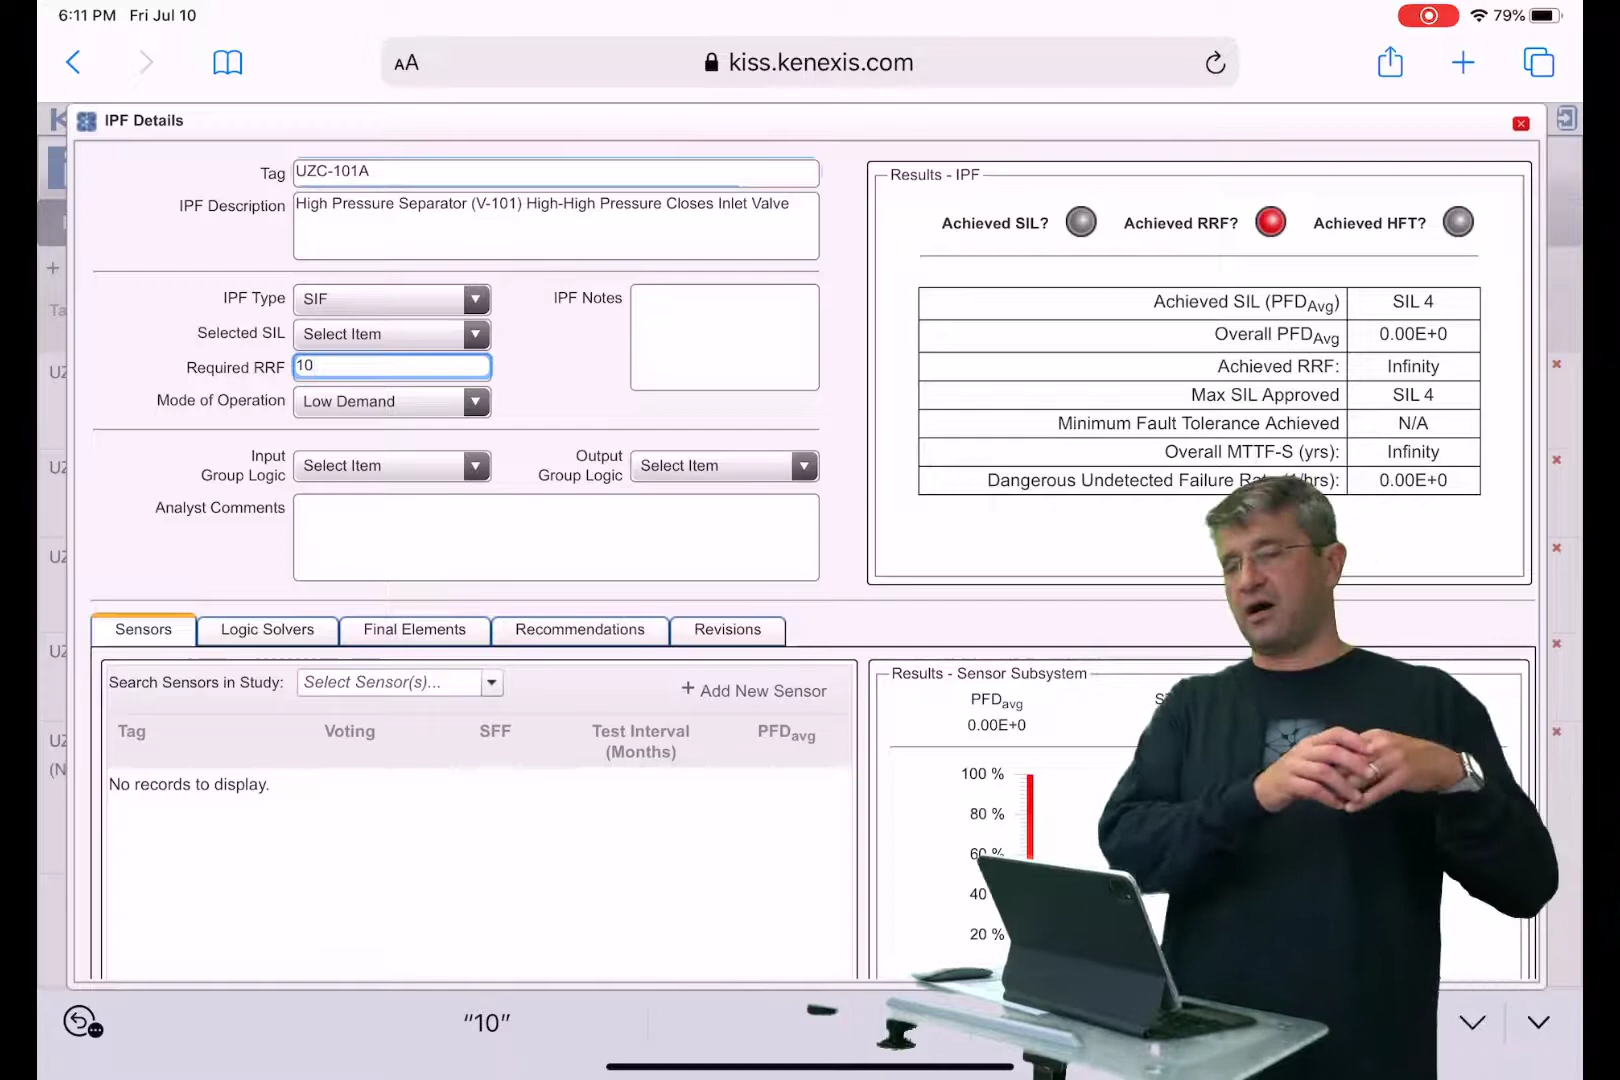 6:11 PM Fri Jul 10
79%
AA
kiss.kenexis.com
IPF Details
Tag
UZC-101A
IPF Description
High Pressure Separator (V-101) High-High Pressure Closes Inlet Valve
IPF Type
SIF
IPF Notes
Selected SIL
Select Item
Required RRF
10
Mode of Operation
Low Demand
Input
Group Logic
Select Item
Output
Group Logic
Select Item
Analyst Comments
Results - IPF
Achieved SIL?
Achieved RRF?
Achieved HFT?
Achieved SIL (PFDAvg) SIL 4
Overall PFDAvg 0.00E+0
Achieved RRF: Infinity
Max SIL Approved SIL 4
Minimum Fault Tolerance Achieved N/A
Overall MTTF-S (yrs): Infinity
Dangerous Undetected Failure 0.00E+0
Sensors
Logic Solvers
Final Elements
Recommendations
Revisions
Search Sensors in Study:
Select Sensor(s)...
+ Add New Sensor
Tag
Voting
SFF
Test Interval
(Months)
PFDavg
No records to display.
Results - Sensor Subsystem
PFDavg
0.00E+0
100 %
80 %
60 %
40
20 %
"10"